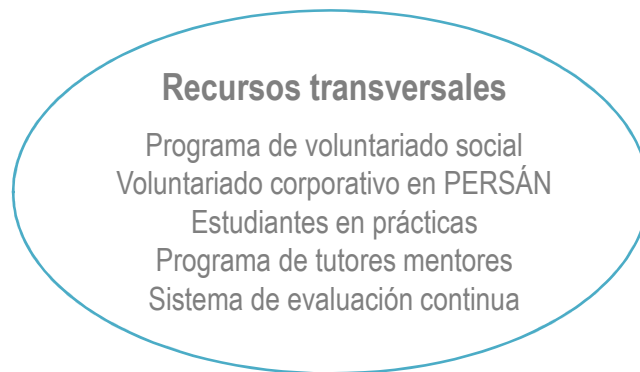 Recursos transversales
Programa de voluntariado social
Voluntariado corporativo en PERSÁN
Estudiantes en prácticas
Programa de tutores mentores
Sistema de evaluación continua